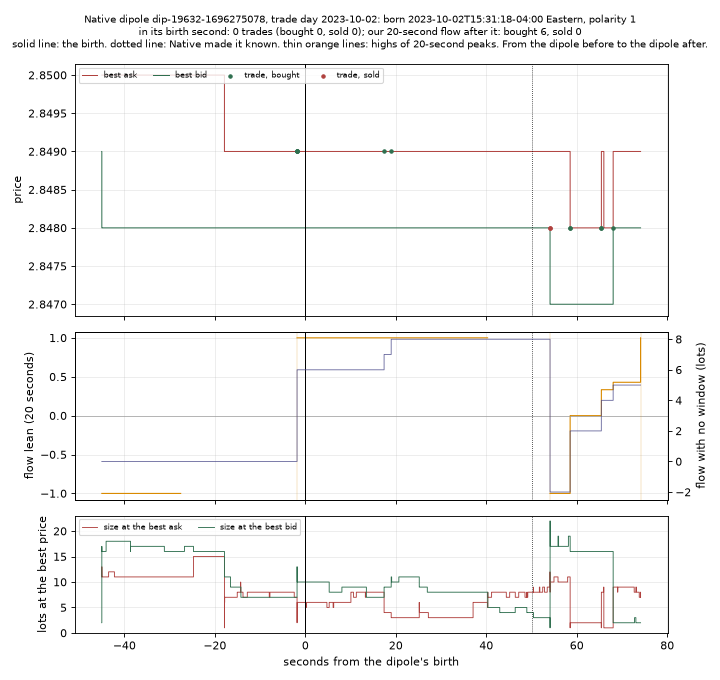 Native dipole dip-19632-1696275078, trade day 2023-10-02: born 2023-10-02T15:31:18-04:00 Eastern, polarity 1
in its birth second: 0 trades (bought 0, sold 0); our 20-second flow after it: bought 6, sold 0
solid line: the birth. dotted line: Native made it known. thin orange lines: highs of 20-second peaks. From the dipole before to the dipole after.
best ask best bid trade, bought trade, sold
2.8500
2.8495
2.8490
2.8485
2.8480
2.8475
2.8470
price
1.0
0.5
0.0
−0.5
−1.0
flow lean (20 seconds)
8
6
4
2
0
−2
flow with no window (lots)
size at the best ask size at the best bid
20
15
10
5
0
lots at the best price
−40 −20 0 20 40 60 80
seconds from the dipole's birth